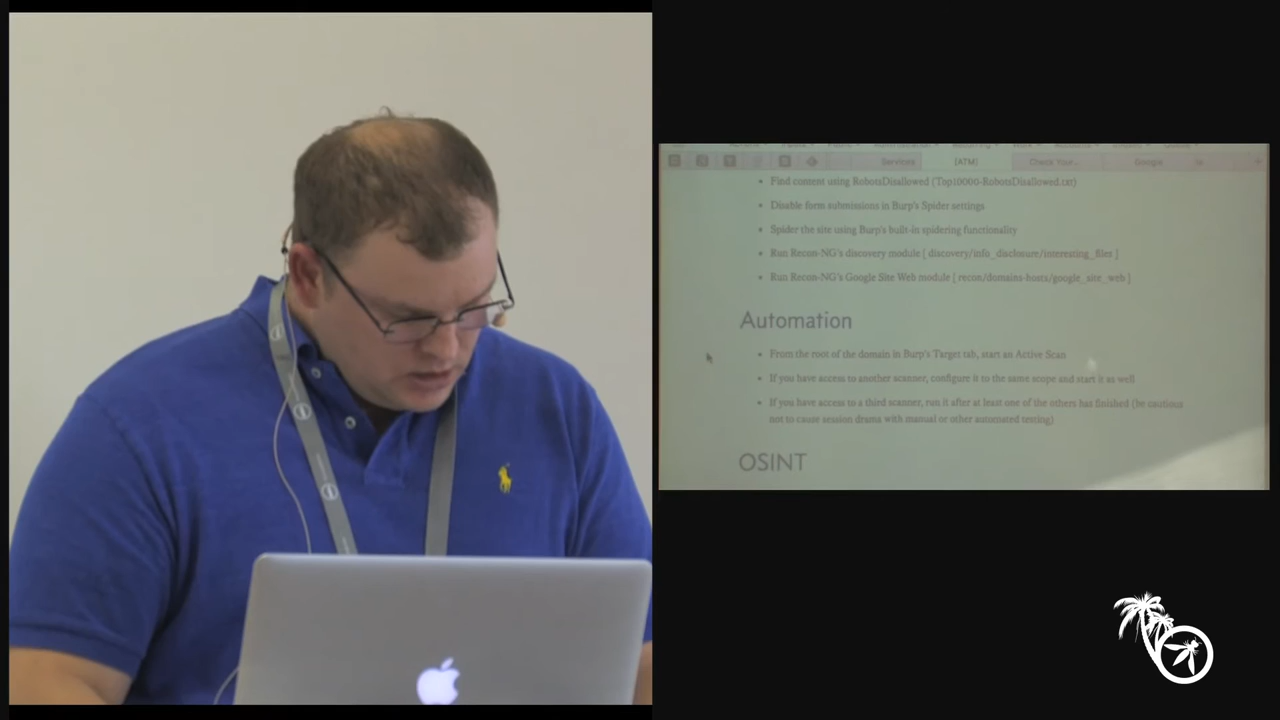 Services
[ATM]
Check Your...
Google
Find content using RobotsDisallowed (Top10000-RobotsDisallowed.txt)
Disable form submissions in Burp's Spider settings
Spider the site using Burp's built-in spidering functionality
Run Recon-NG's discovery module [ discovery/info_disclosure/interesting_files ]
Run Recon-NG's Google Site Web module [ recon/domains-hosts/google_site_web ]
Automation
From the root of the domain in Burp's Target tab, start an Active Scan
If you have access to another scanner, configure it to the same scope and start it as well
If you have access to a third scanner, run it after at least one of the others has finished (be cautious
not to cause session drama with manual or other automated testing)
OSINT